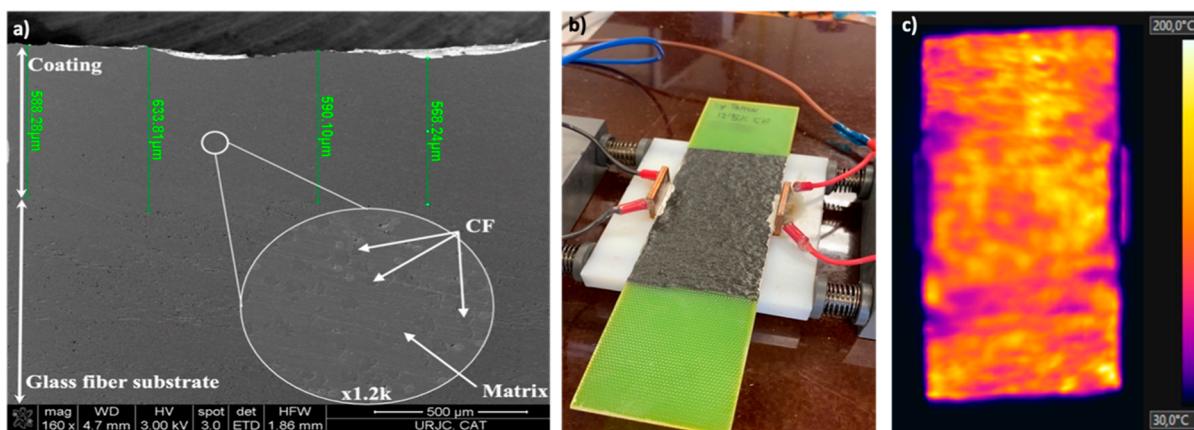 a)
Coating
588.28µm
633.81µm
590.10µm
568.24µm
CF
Glass fiber substrate
x1.2k
Matrix
mag
WD
HV
spot
det
HFW
500 µm
160 x
4.7 mm
3.00 kV
3.0
ETD
1.86 mm
URJC. CAT
b)
c)
200,0°C
30,0°C